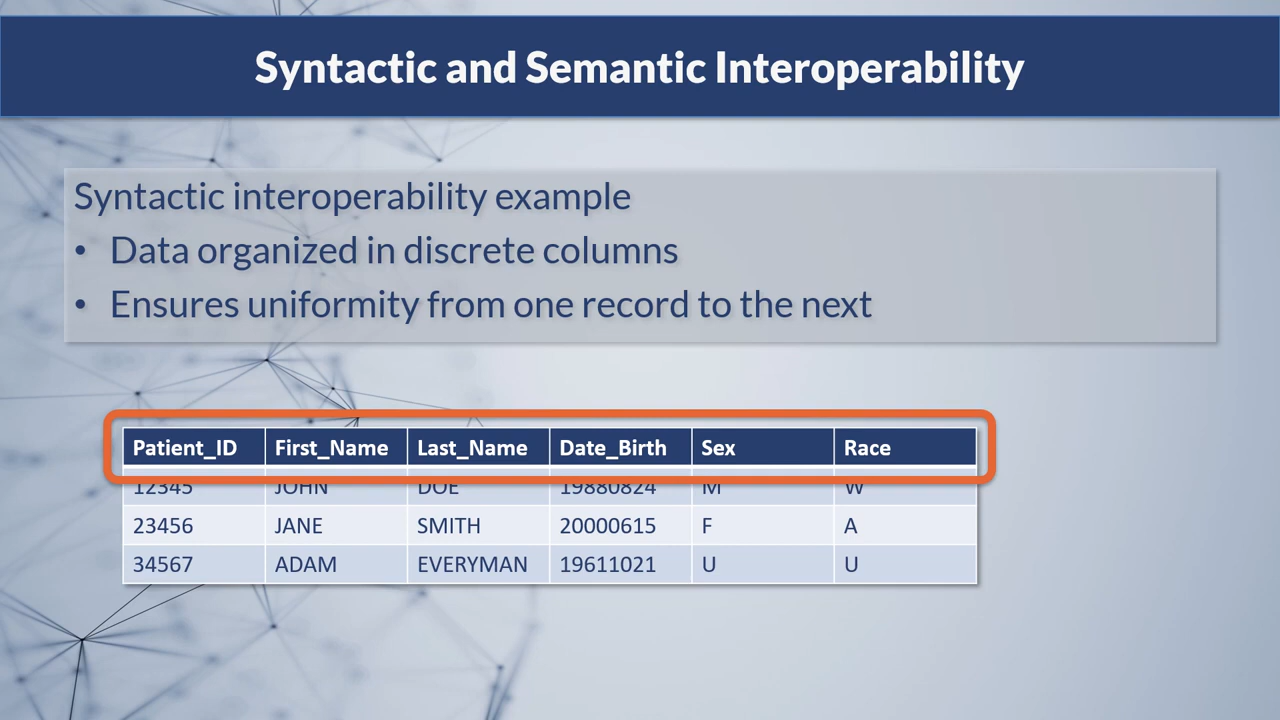 Syntactic and Semantic Interoperability
Syntactic interoperability example
• Data organized in discrete columns
• Ensures uniformity from one record to the next
Patient_ID First_Name Last_Name Date_Birth Sex Race
12345 JOHN DOE 19880824 M W
23456 JANE SMITH 20000615 F A
34567 ADAM EVERYMAN 19611021 U U